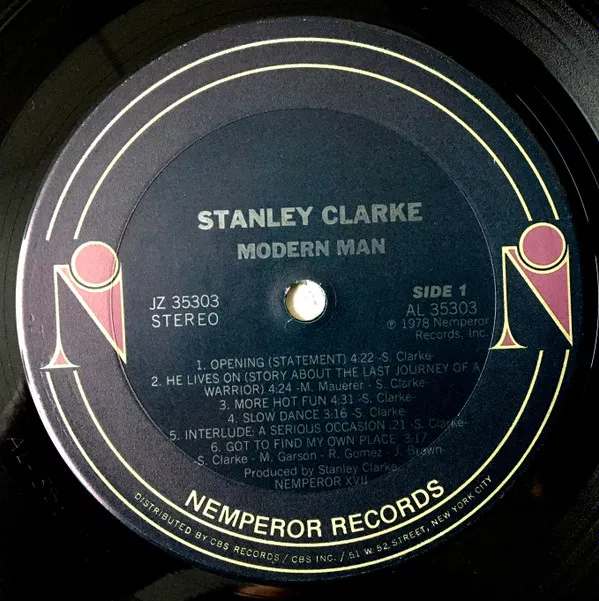 STANLEY CLARKE
MODERN MAN
JZ 35303
STEREO
SIDE 1
AL 35303
℗ 1978 Nemperor
Records, Inc.
1. OPENING (STATEMENT) 4:22 -S. Clarke-
2. HE LIVES ON (STORY ABOUT THE LAST JOURNEY OF A
WARRIOR) 4:24 -M. Mauerer - S. Clarke-
3. MORE HOT FUN 4:31 -S. Clarke-
4. SLOW DANCE 3:16 -S. Clarke
5. INTERLUDE: A SERIOUS OCCASION :21 -S. Clarke-
6. GOT TO FIND MY OWN PLACE 3:17
-S. Clarke - M. Garson - R. Gomez - J. Brown-
Produced by Stanley Clarke
NEMPEROR XVII
NEMPEROR RECORDS
DISTRIBUTED BY CBS RECORDS / CBS INC. / 51 W. 52 STREET, NEW YORK CITY